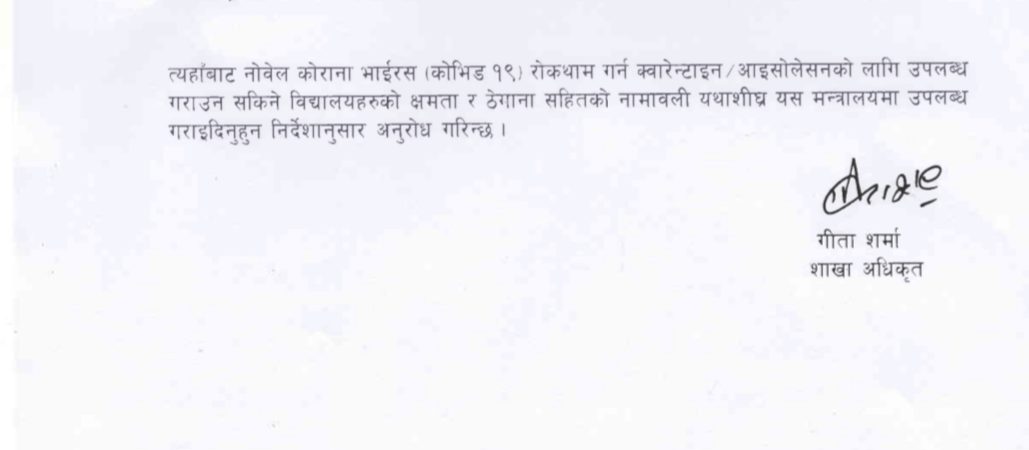 त्यहाँबाट नोवेल कोराना भाईरस (कोभिड १९) रोकथाम गर्न क्वारेन्टाइन/आइसोलेसनको लागि उपलब्ध
गराउन सकिने विद्यालयहरुको क्षमता र ठेगाना सहितको नामावली यथाशीघ्र यस मन्त्रालयमा उपलब्ध
गराइदिनुहुन निर्देशानुसार अनुरोध गरिन्छ ।
गीता शर्मा
शाखा अधिकृत